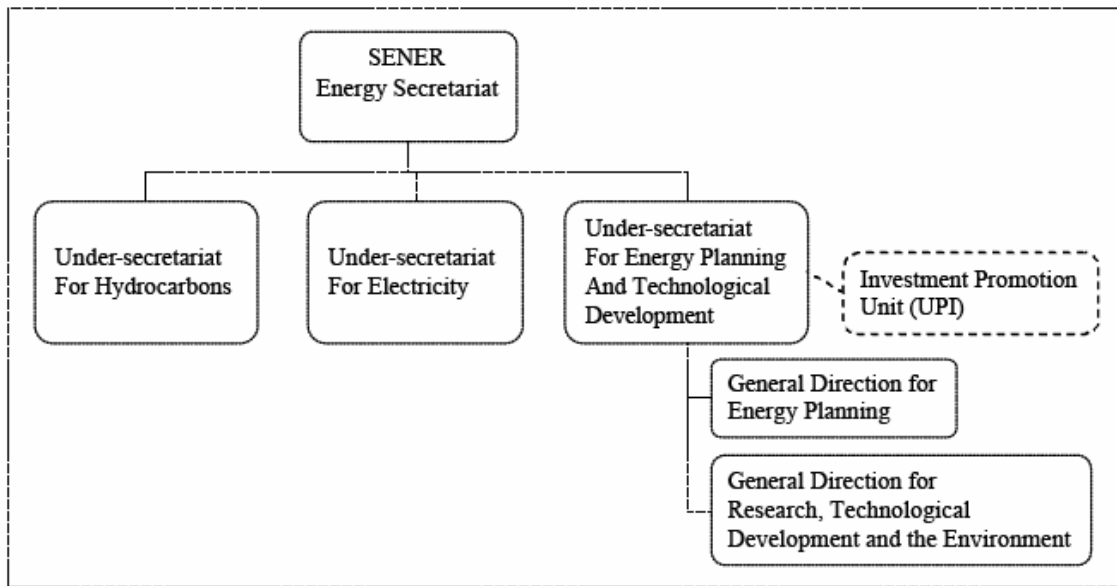 SENER
Energy Secretariat
Under-secretariat
For Hydrocarbons
Under-secretariat
For Electricity
Under-secretariat
For Energy Planning
And Technological
Development
Investment Promotion
Unit (UPI)
General Direction for
Energy Planning
General Direction for
Research, Technological
Development and the Environment